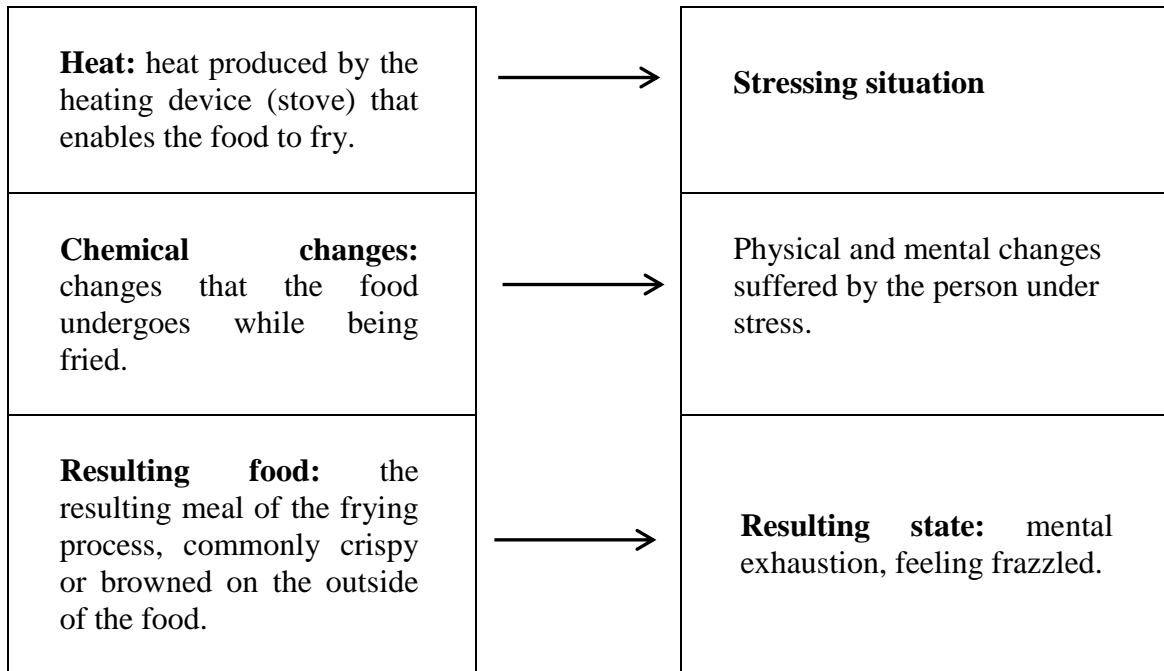 Heat: heat produced by the
heating device (stove) that
enables the food to fry.
Stressing situation
Chemical changes:
changes that the food
undergoes while being
fried.
Physical and mental changes
suffered by the person under
stress.
Resulting food: the
resulting meal of the frying
process, commonly crispy
or browned on the outside
of the food.
Resulting state: mental
exhaustion, feeling frazzled.